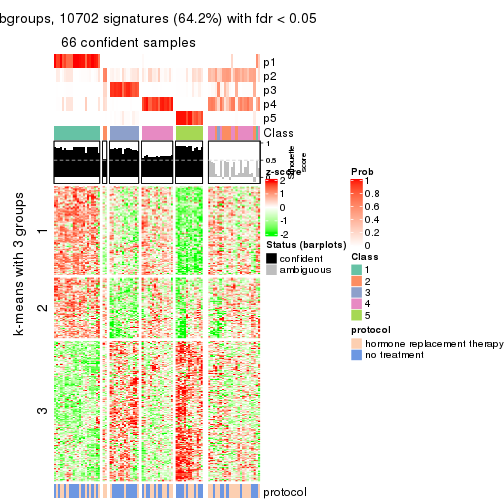 bgroups, 10702 signatures (64.2%) with fdr < 0.05
66 confident samples
p1
p2
p3
p4
p5
Class
1
0.5
0
Silhouette
score
z-score
2
1
0
-1
-2
Status (barplots)
confident
ambiguous
Prob
1
0.8
0.6
0.4
0.2
0
Class
1
2
3
4
5
protocol
hormone replacement therapy
no treatment
k-means with 3 groups
1
2
3
protocol